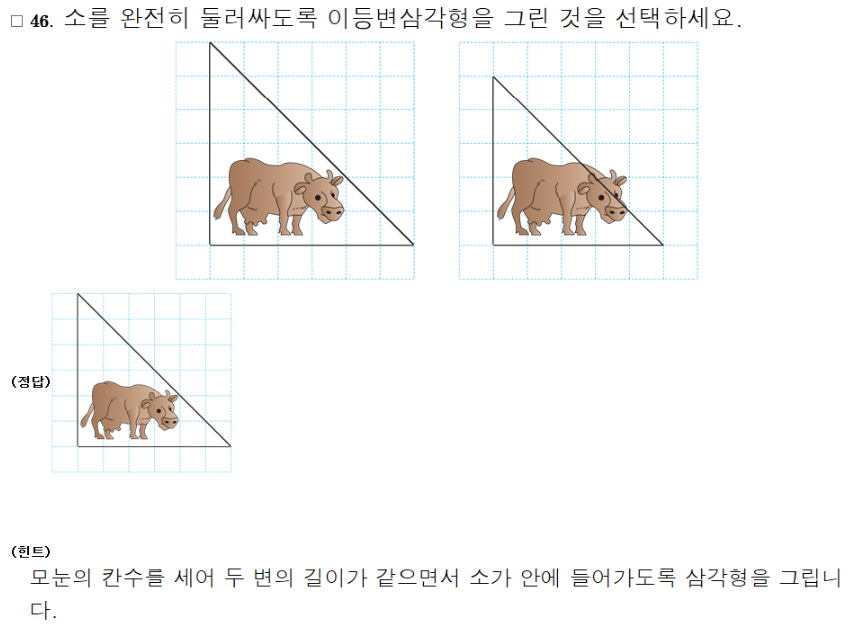 □ 46. 소를 완전히 둘러싸도록 이등변삼각형을 그린 것을 선택하세요.
(정답)
(힌트)
모눈의 칸수를 세어 두 변의 길이가 같으면서 소가 안에 들어가도록 삼각형을 그립니
다.